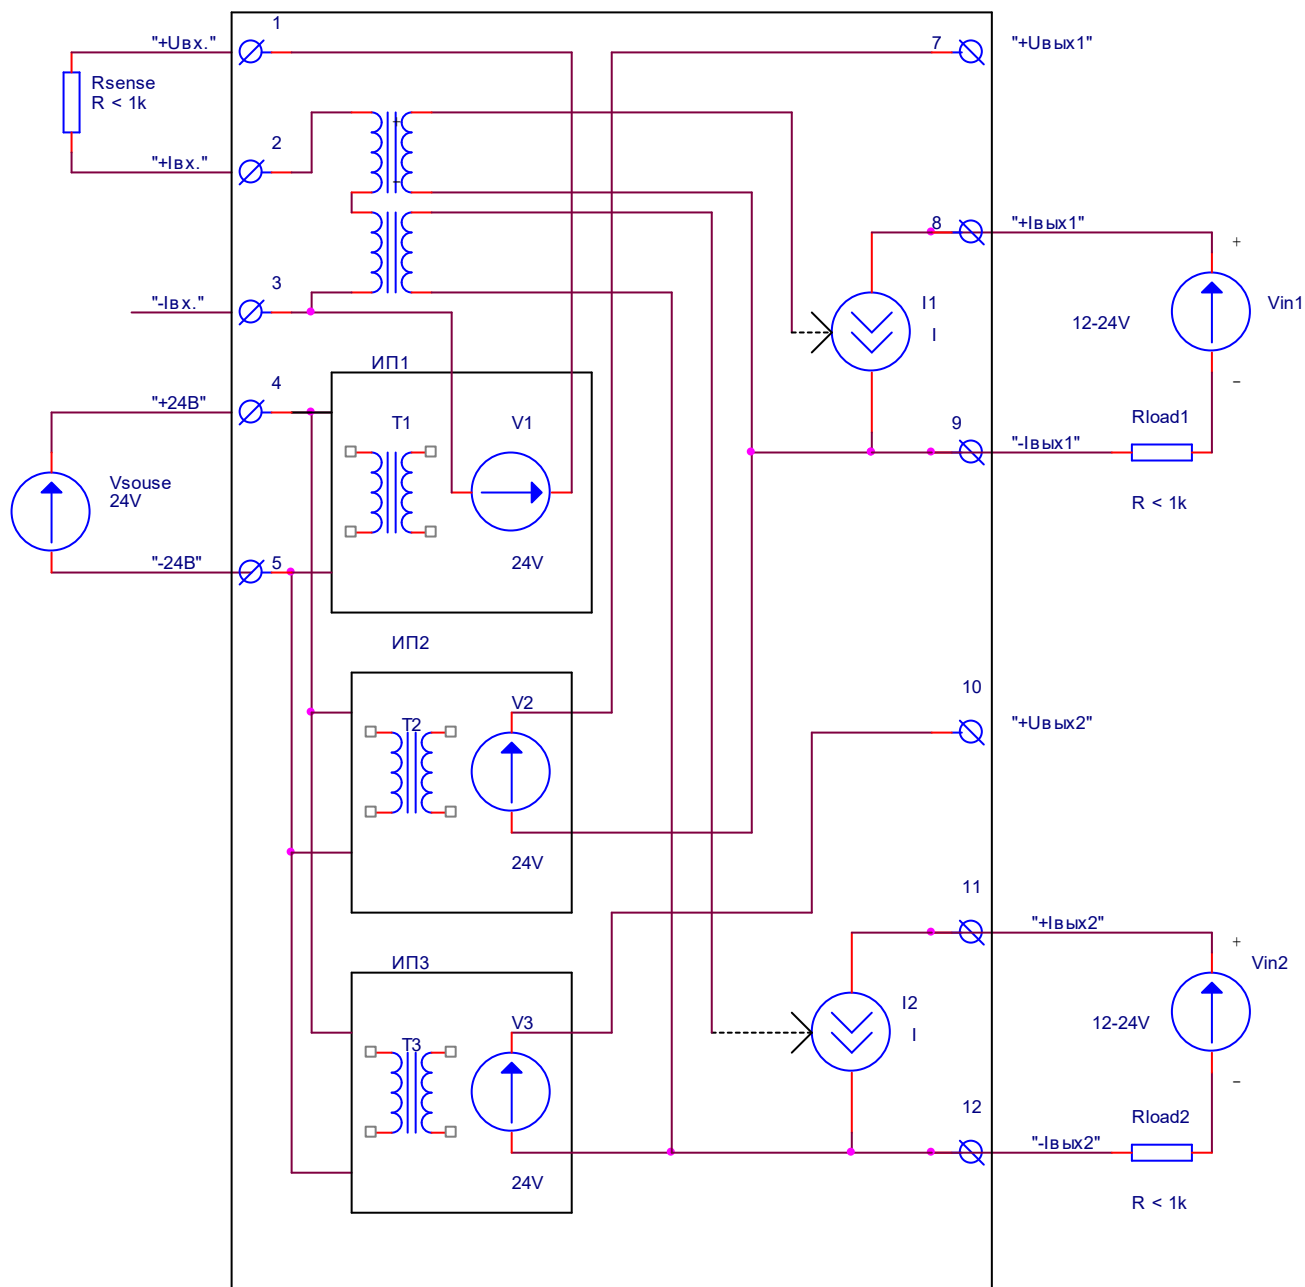 1
"+Uвх."
Rsense
R < 1k
2
"+Iвх."
3
"-Iвх."
4
"+24В"
Vsouse
24V
"-24В"
5
ИП1
T1
V1
24V
ИП2
T2
V2
24V
ИП3
T3
V3
24V
7
"+Uвых1"
8
"+Iвых1"
+
I1
I
12-24V
Vin1
-
9
"-Iвых1"
Rload1
R < 1k
10
"+Uвых2"
11
"+Iвых2"
+
I2
I
12-24V
Vin2
-
12
"-Iвых2"
Rload2
R < 1k